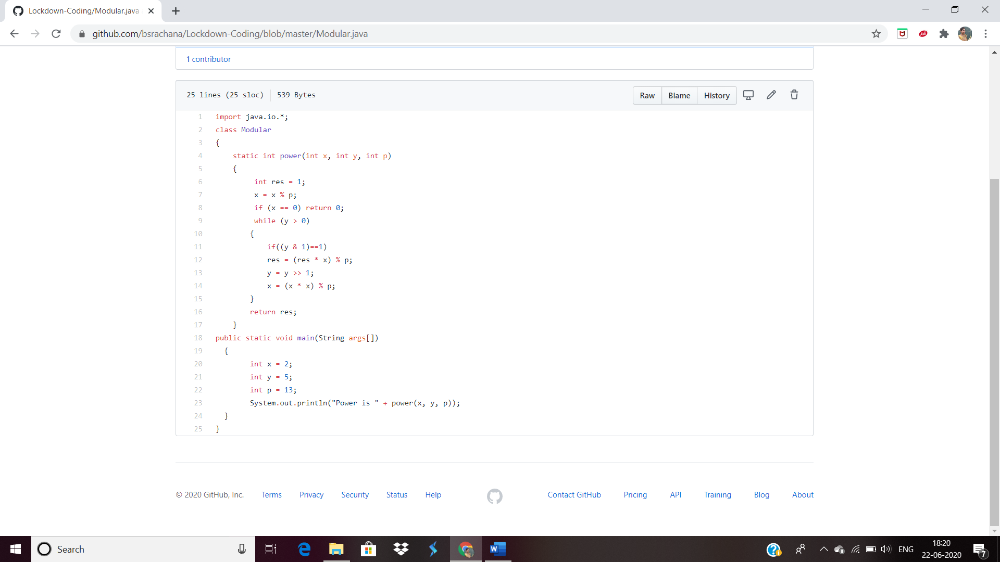 Lockdown-Coding/Modular.java
github.com/bsrachana/Lockdown-Coding/blob/master/Modular.java
Ask
1 contributor
25 lines (25 sloc) 539 Bytes Raw Blame History
1 import java.io.*;
2 class Modular
3 {
4 static int power(int x, int y, int p)
5 {
6 int res = 1;
7 x = x % p;
8 if (x == 0) return 0;
9 while (y > 0)
10 {
11 if((y & 1)==1)
12 res = (res * x) % p;
13 y = y >> 1;
14 x = (x * x) % p;
15 }
16 return res;
17 }
18 public static void main(String args[])
19 {
20 int x = 2;
21 int y = 5;
22 int p = 13;
23 System.out.println("Power is " + power(x, y, p));
24 }
25 }
© 2020 GitHub, Inc. Terms Privacy Security Status Help Contact GitHub Pricing API Training Blog About
Search ENG 18:20
22-06-2020 7